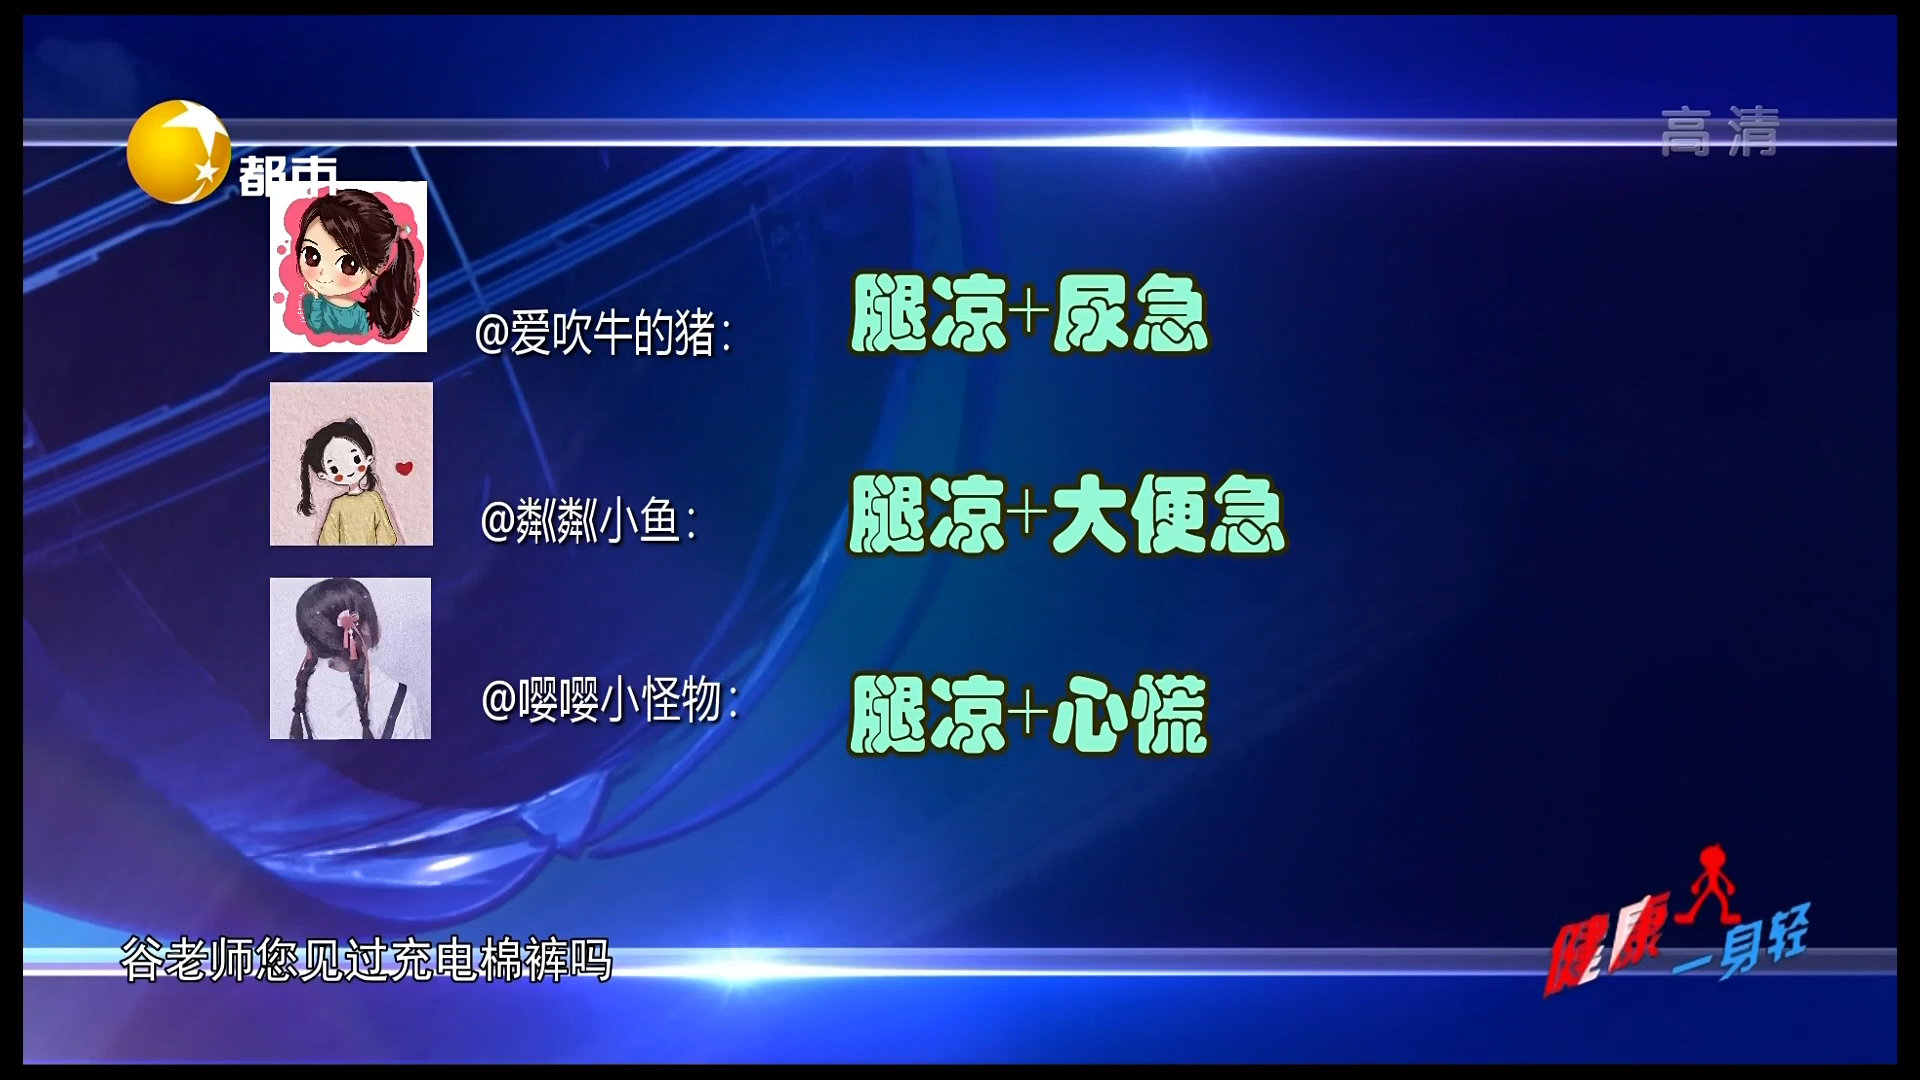 高清
都市
@爱吹牛的猪： 腿凉+尿急
@粼粼小鱼： 腿凉+大便急
@嘤嘤小怪物： 腿凉+心慌
健康一身轻
谷老师您见过充电棉裤吗